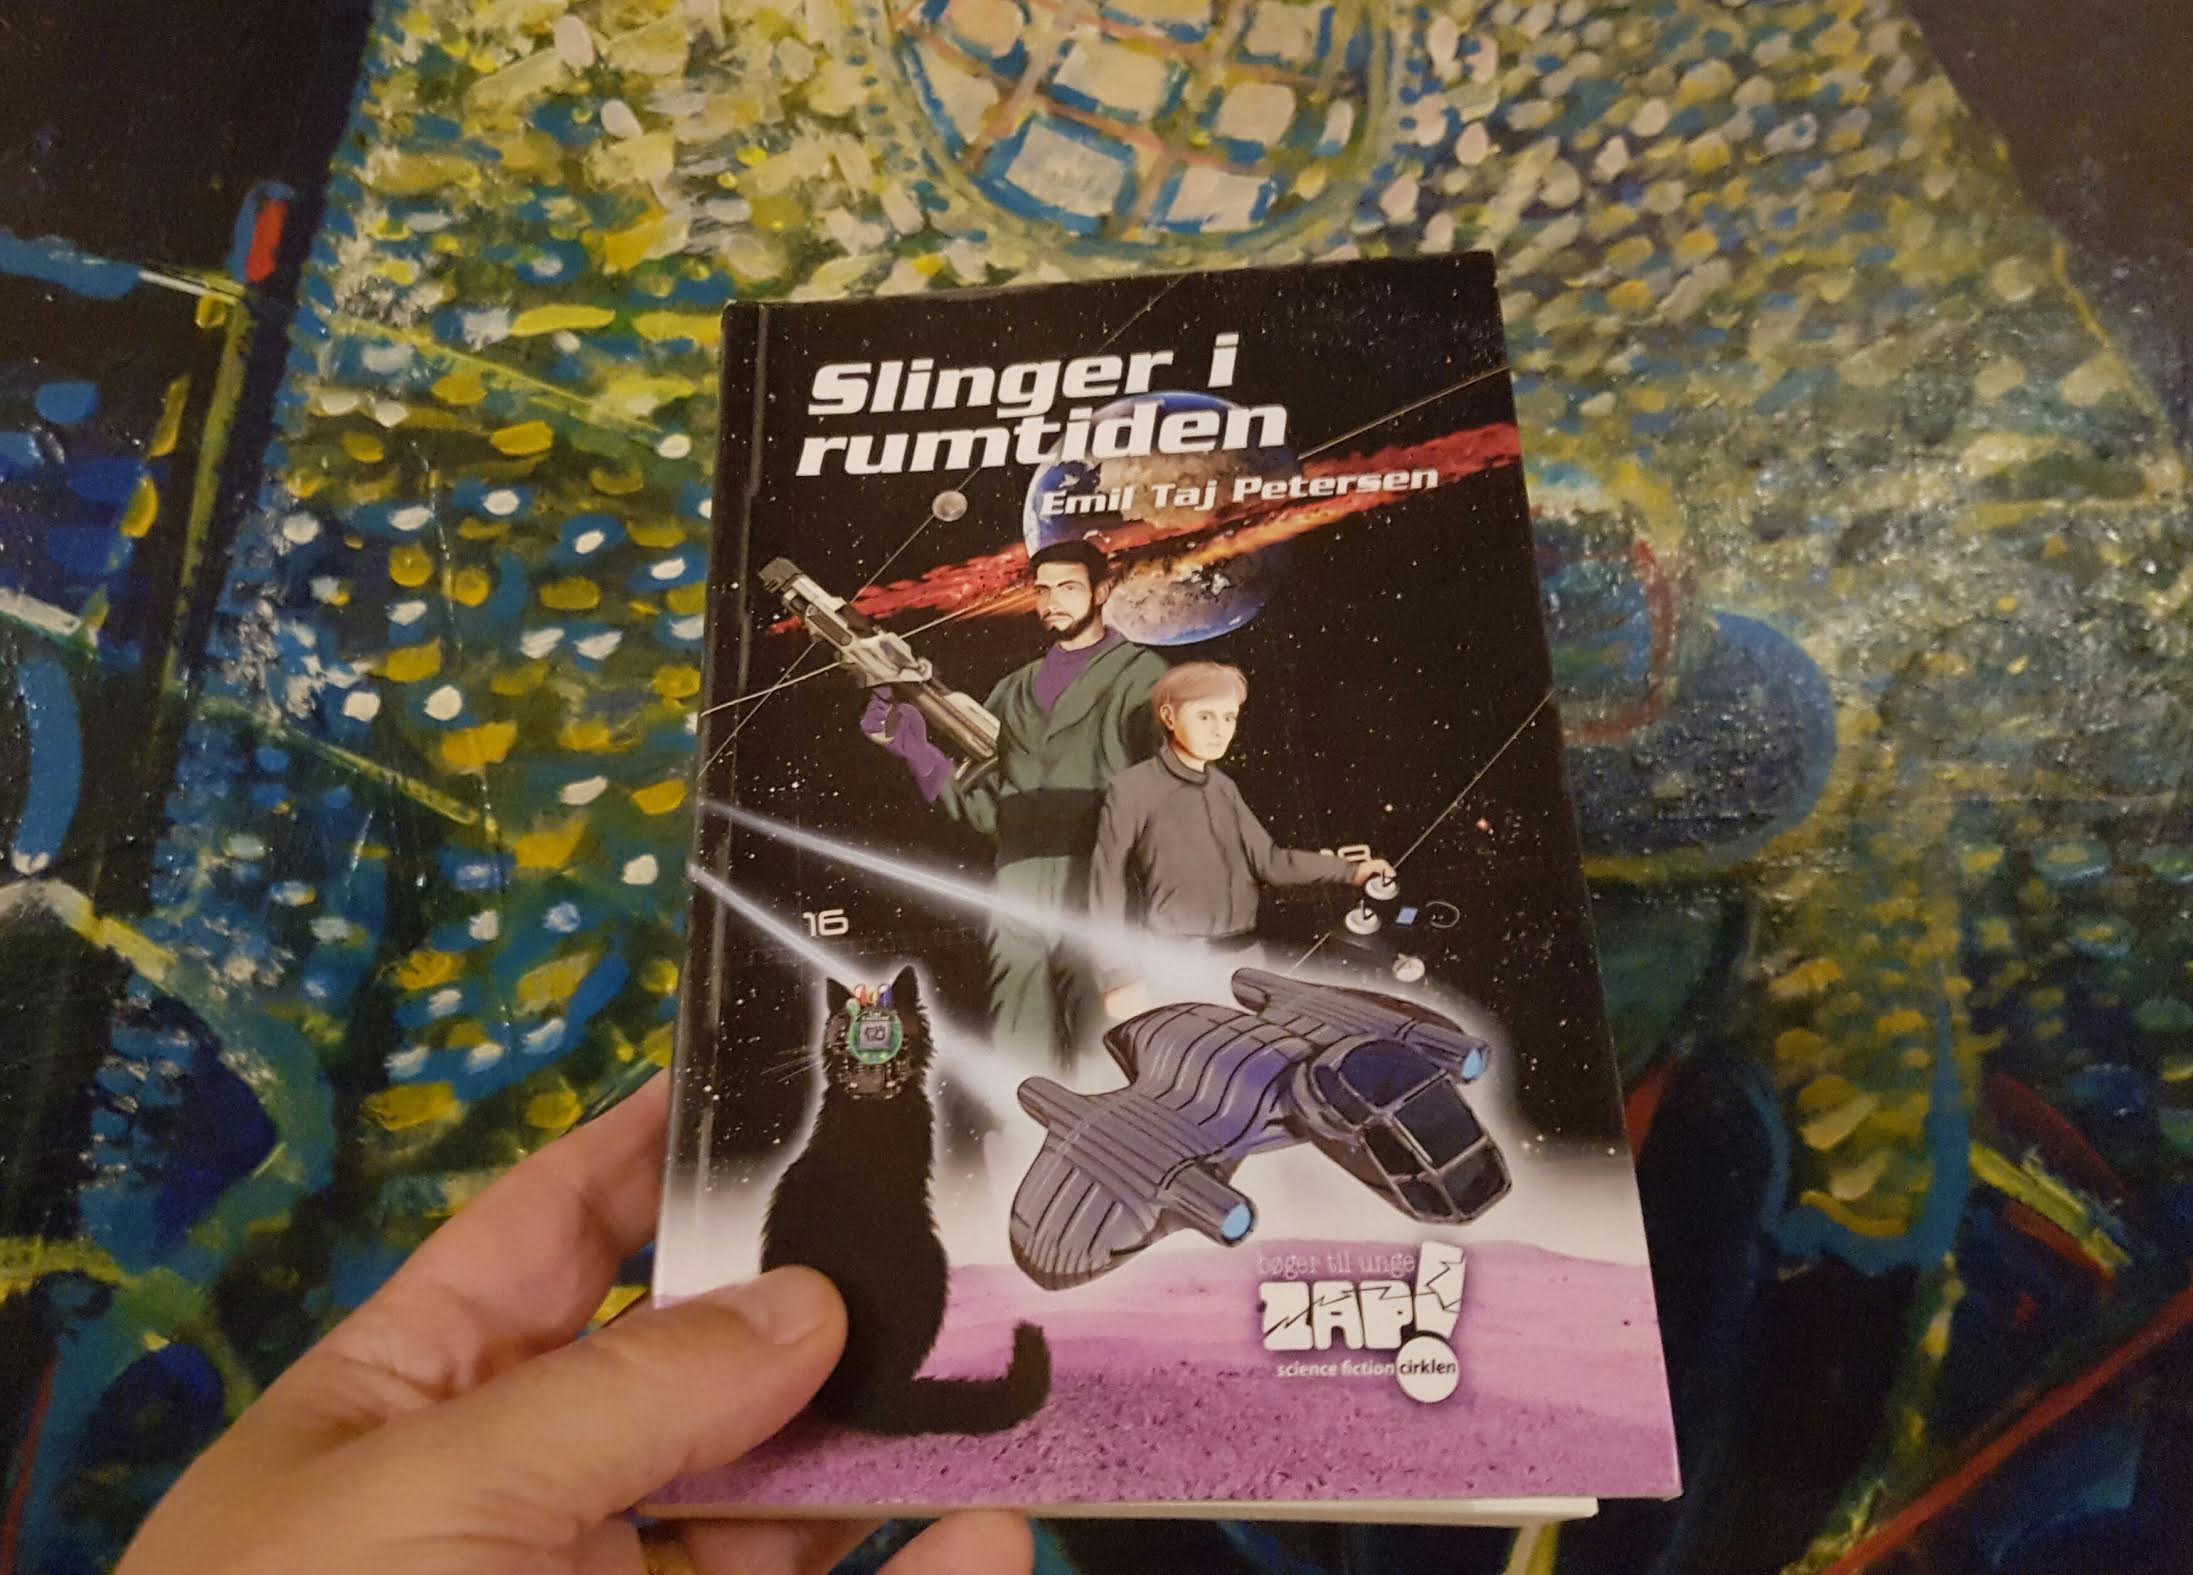 Slinger i
rumtiden
Emil Taj Petersen
16
bøger til unge
ZAP!
science fiction cirklen